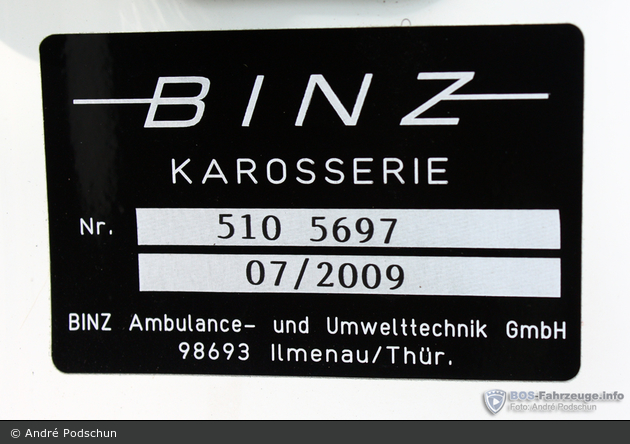 BINZ
KAROSSERIE
Nr. 510 5697
07/2009
BINZ Ambulance- und Umwelttechnik GmbH
98693 Ilmenau/Thür.
BOS-Fahrzeuge.info
Foto: André Podschun
© André Podschun